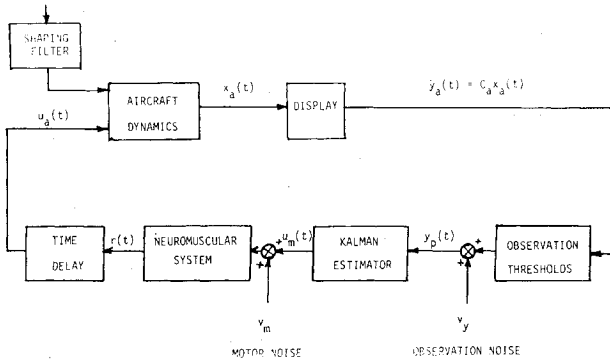 SHAPING
FILTER
AIRCRAFT
DYNAMICS
x_a(t)
DISPLAY
y_a(t) = C_a x_a(t)
u_a(t)
TIME
DELAY
r(t)
NEUROMUSCULAR
SYSTEM
+
+
u_m(t)
KALMAN
ESTIMATOR
y_p(t)
+
+
OBSERVATION
THRESHOLDS
v_m
v_y
MOTOR NOISE
OBSERVATION NOISE